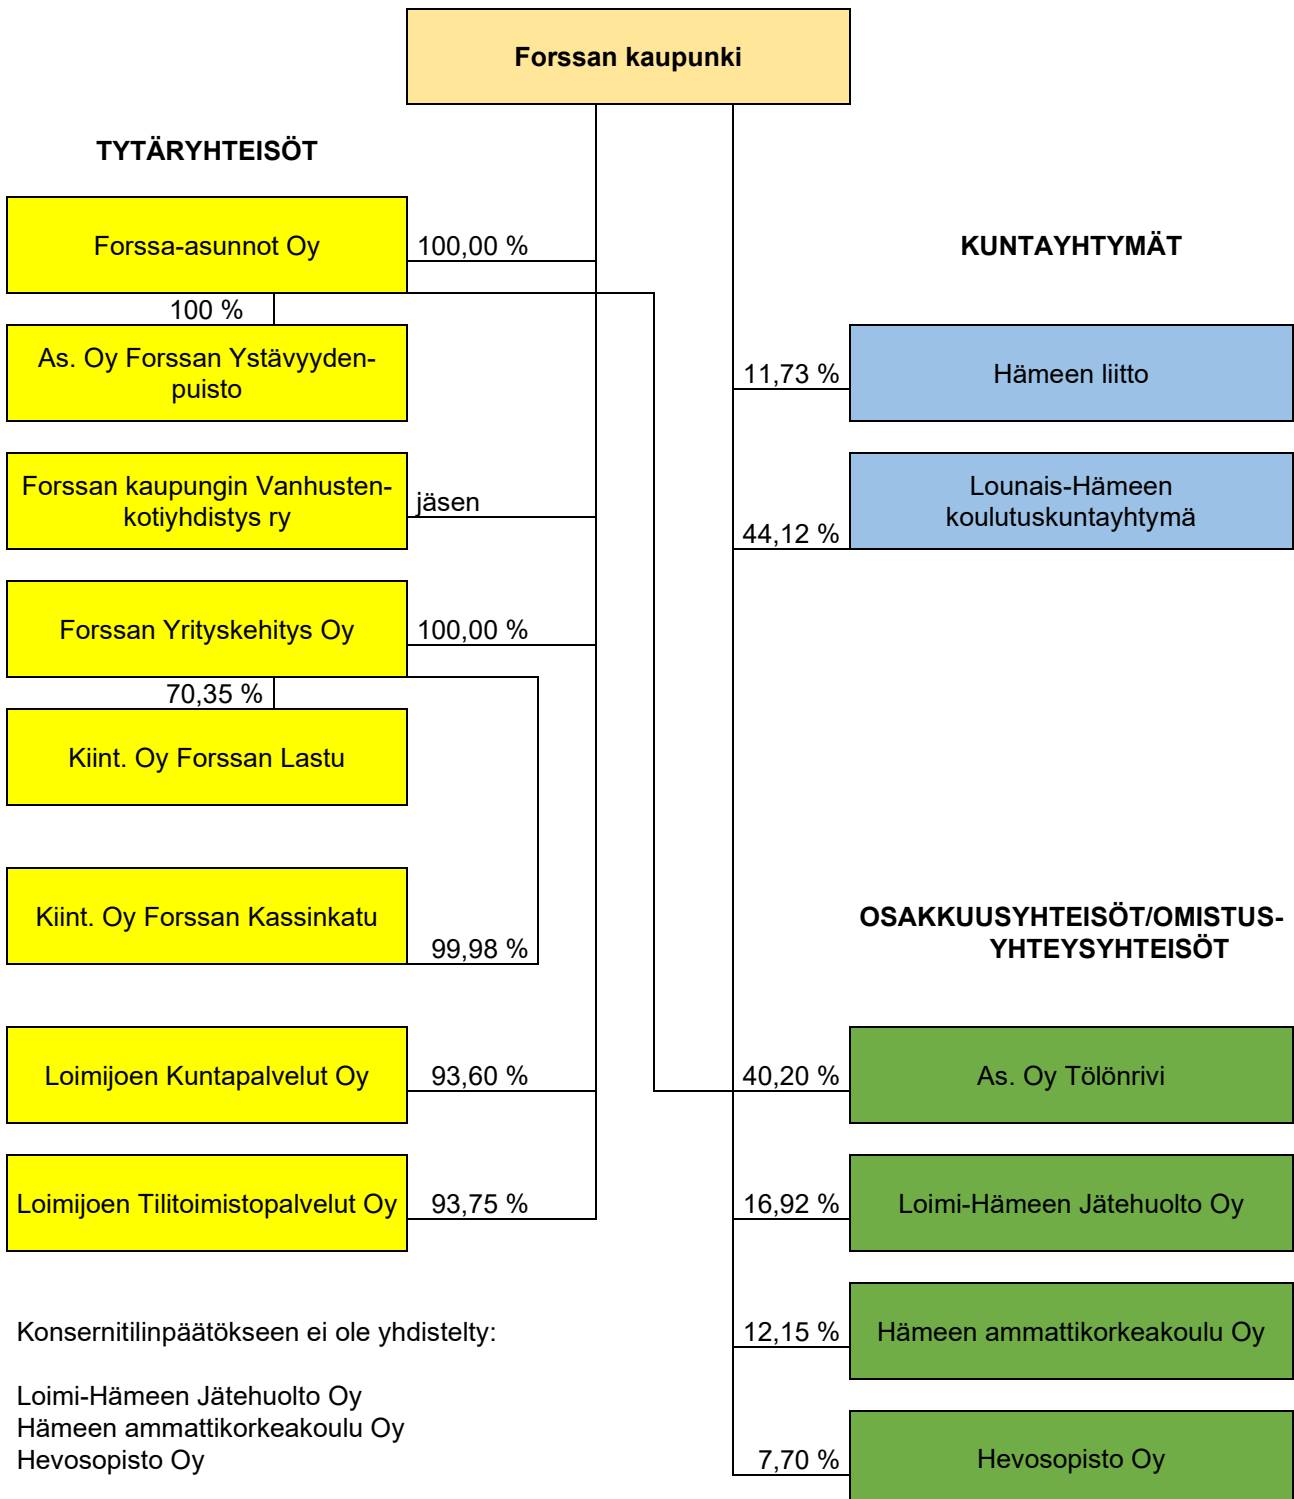 Forssan kaupunki
TYTÄRYHTEISÖT
Forssa-asunnot Oy
100,00 %
100 %
As. Oy Forssan Ystävyyden-
puisto
Forssan kaupungin Vanhusten-
kotiyhdistys ry
jäsen
Forssan Yrityskehitys Oy
100,00 %
70,35 %
Kiint. Oy Forssan Lastu
Kiint. Oy Forssan Kassinkatu
99,98 %
Loimijoen Kuntapalvelut Oy
93,60 %
Loimijoen Tilitoimistopalvelut Oy
93,75 %
KUNTAYHTYMÄT
11,73 %
Hämeen liitto
Lounais-Hämeen
koulutuskuntayhtymä
44,12 %
OSAKKUUSYHTEISÖT/OMISTUS-
YHTEYSYHTEISÖT
40,20 %
As. Oy Tölönrivi
16,92 %
Loimi-Hämeen Jätehuolto Oy
12,15 %
Hämeen ammattikorkeakoulu Oy
7,70 %
Hevosopisto Oy
Konsernitilinpäätökseen ei ole yhdistelty:
Loimi-Hämeen Jätehuolto Oy
Hämeen ammattikorkeakoulu Oy
Hevosopisto Oy